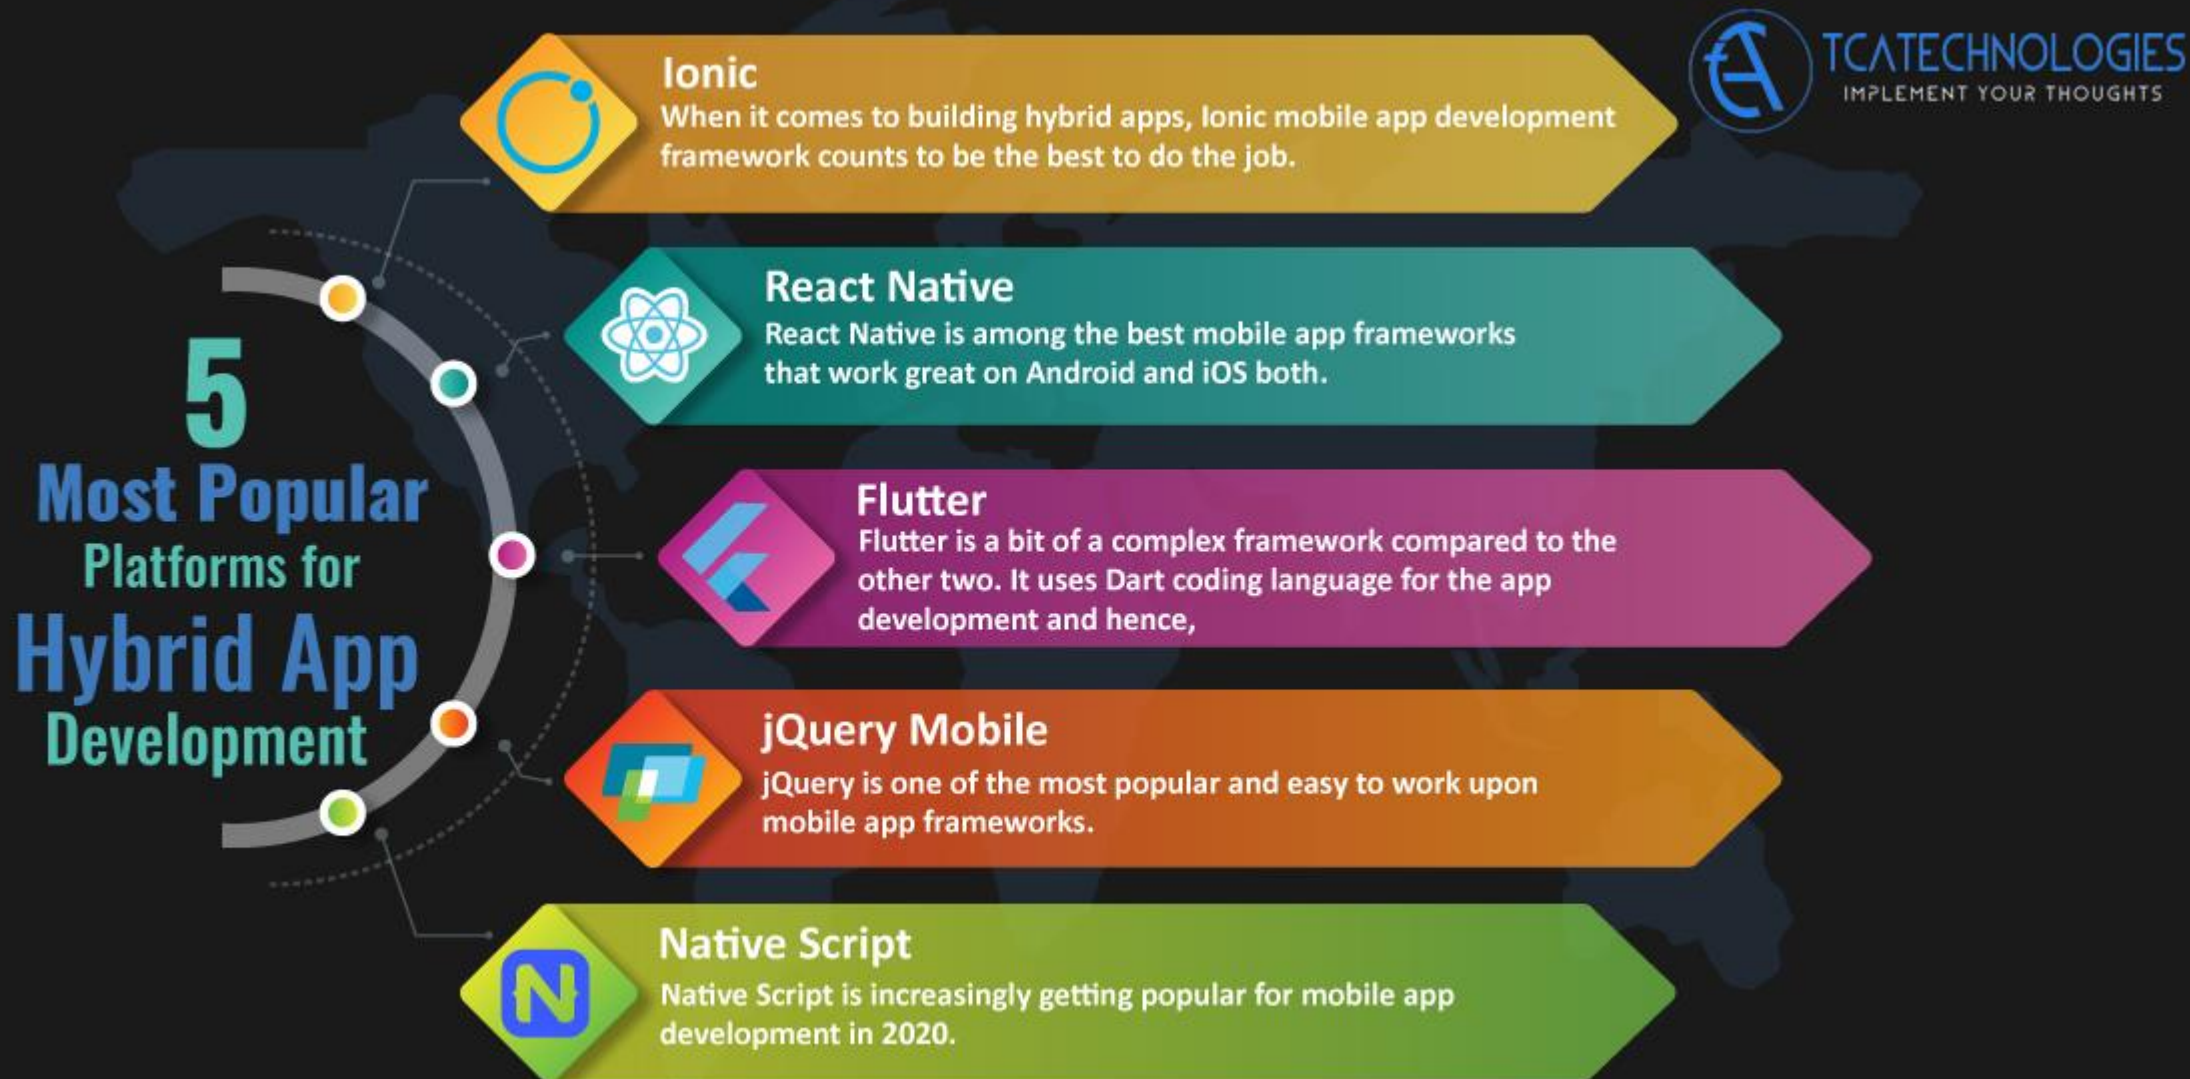 TCATECHNOLOGIES
IMPLEMENT YOUR THOUGHTS
5
Most Popular
Platforms for
Hybrid App
Development
Ionic
When it comes to building hybrid apps, Ionic mobile app development
framework counts to be the best to do the job.
React Native
React Native is among the best mobile app frameworks
that work great on Android and iOS both.
Flutter
Flutter is a bit of a complex framework compared to the
other two. It uses Dart coding language for the app
development and hence,
jQuery Mobile
jQuery is one of the most popular and easy to work upon
mobile app frameworks.
Native Script
Native Script is increasingly getting popular for mobile app
development in 2020.